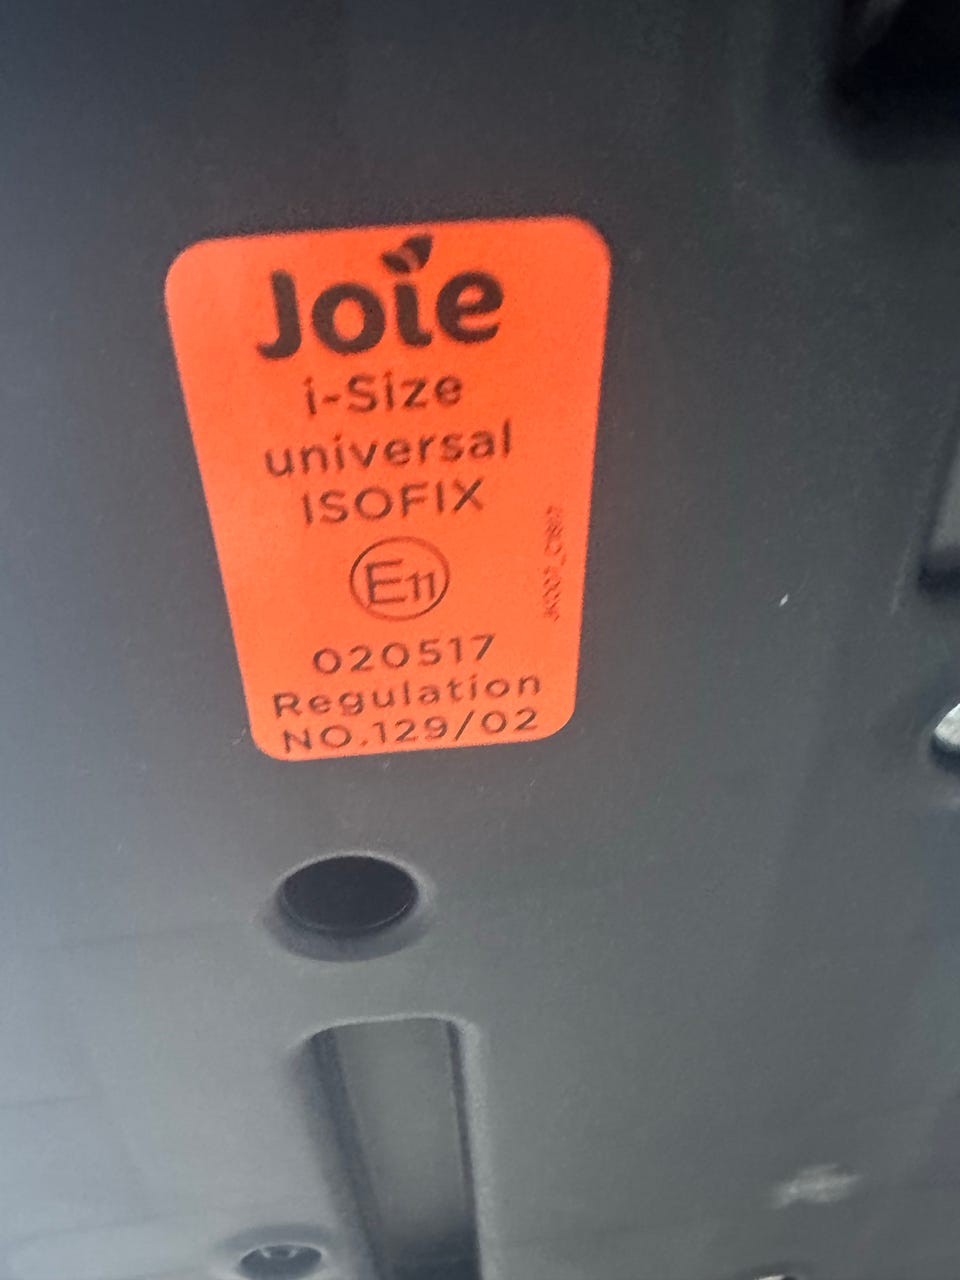 Joie
i-Size
universal
ISOFIX
E11
020517
Regulation
NO.129/02